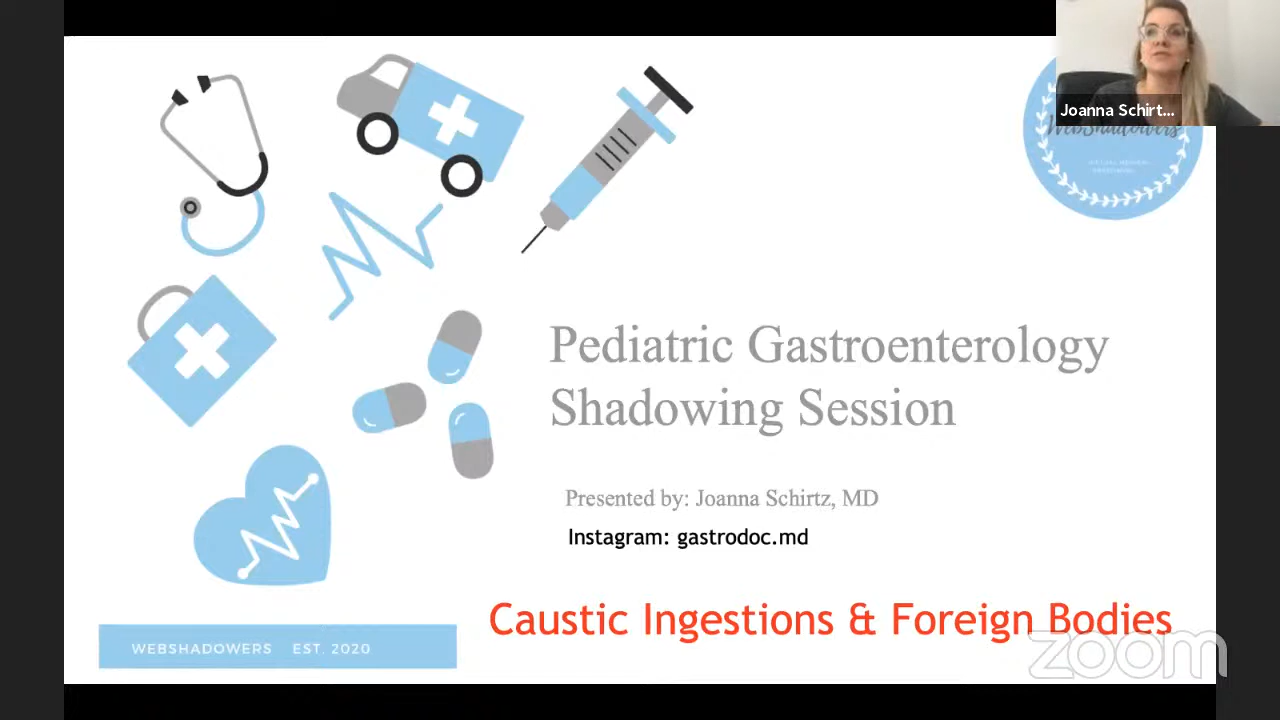 Joanna Schirt...
WebShadowers
Pediatric Gastroenterology
Shadowing Session
Presented by: Joanna Schirtz, MD
Instagram: gastrodoc.md
Caustic Ingestions & Foreign Bodies
WEBSHADOWERS EST. 2020
zoom